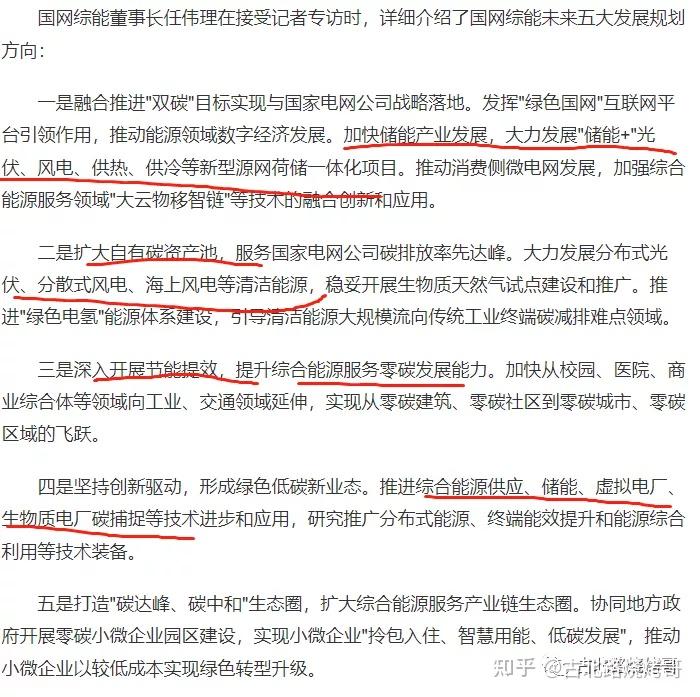 国网综能董事长任伟理在接受记者专访时，详细介绍了国网综能未来五大发展规划
方向：
一是融合推进"双碳"目标实现与国家电网公司战略落地。发挥"绿色国网"互联网平
台引领作用，推动能源领域数字经济发展。加快储能产业发展，大力发展"储能+"光
伏、风电、供热、供冷等新型源网荷储一体化项目。推动消费侧微电网发展，加强综合
能源服务领域"大云物移智链"等技术的融合创新和应用。
二是扩大自有碳资产池，服务国家电网公司碳排放率先达峰。大力发展分布式光
伏、分散式风电、海上风电等清洁能源，稳妥开展生物质天然气试点建设和推广。推
进"绿色电氢"能源体系建设，引导清洁能源大规模流向传统工业终端碳减排难点领域。
三是深入开展节能提效，提升综合能源服务零碳发展能力。加快从校园、医院、商
业综合体等领域向工业、交通领域延伸，实现从零碳建筑、零碳社区到零碳城市、零碳
区域的飞跃。
四是坚持创新驱动，形成绿色低碳新业态。推进综合能源供应、储能、虚拟电厂、
生物质电厂碳捕捉等技术进步和应用，研究推广分布式能源、终端能效提升和能源综合
利用等技术装备。
五是打造"碳达峰、碳中和"生态圈，扩大综合能源服务产业链生态圈。协同地方政
府开展零碳小微企业园区建设，实现小微企业"拎包入住、智慧用能、低碳发展"，推动
小微企业以较低成本实现绿色转型升级。
知乎 @古北路烧烤哥